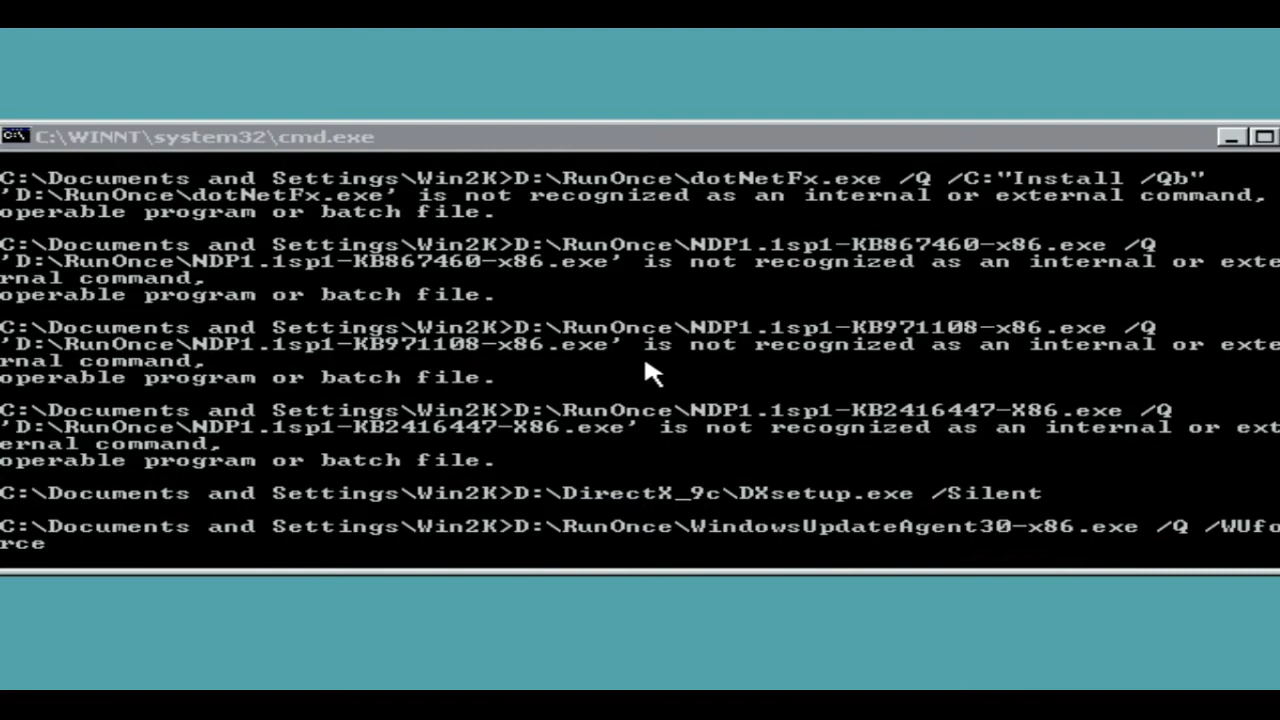 C:\WINNT\system32\cmd.exe
C:\Documents and Settings\Win2K>D:\RunOnce\dotNetFx.exe /Q /C:"Install /Qb"
'D:\RunOnce\dotNetFx.exe' is not recognized as an internal or external command,
operable program or batch file.
C:\Documents and Settings\Win2K>D:\RunOnce\NDP1.1sp1-KB867460-x86.exe /Q
'D:\RunOnce\NDP1.1sp1-KB867460-x86.exe' is not recognized as an internal or exte
rnal command,
operable program or batch file.
C:\Documents and Settings\Win2K>D:\RunOnce\NDP1.1sp1-KB971108-x86.exe /Q
'D:\RunOnce\NDP1.1sp1-KB971108-x86.exe' is not recognized as an internal or exte
rnal command,
operable program or batch file.
C:\Documents and Settings\Win2K>D:\RunOnce\NDP1.1sp1-KB2416447-X86.exe /Q
'D:\RunOnce\NDP1.1sp1-KB2416447-X86.exe' is not recognized as an internal or ext
ernal command,
operable program or batch file.
C:\Documents and Settings\Win2K>D:\DirectX_9c\DXsetup.exe /Silent
C:\Documents and Settings\Win2K>D:\RunOnce\WindowsUpdateAgent30-x86.exe /Q /WUfo
rce